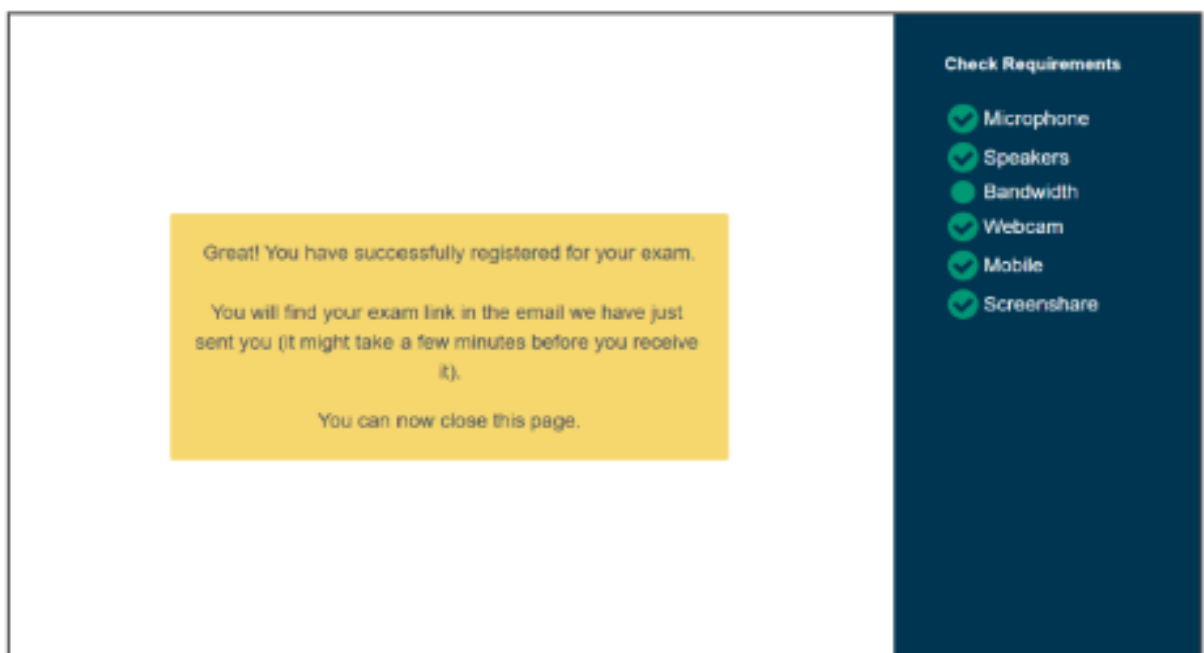 Great! You have successfully registered for your exam.
You will find your exam link in the email we have just
sent you (it might take a few minutes before you receive
it).
You can now close this page.
Check Requirements
Microphone
Speakers
Bandwidth
Webcam
Mobile
Screenshare